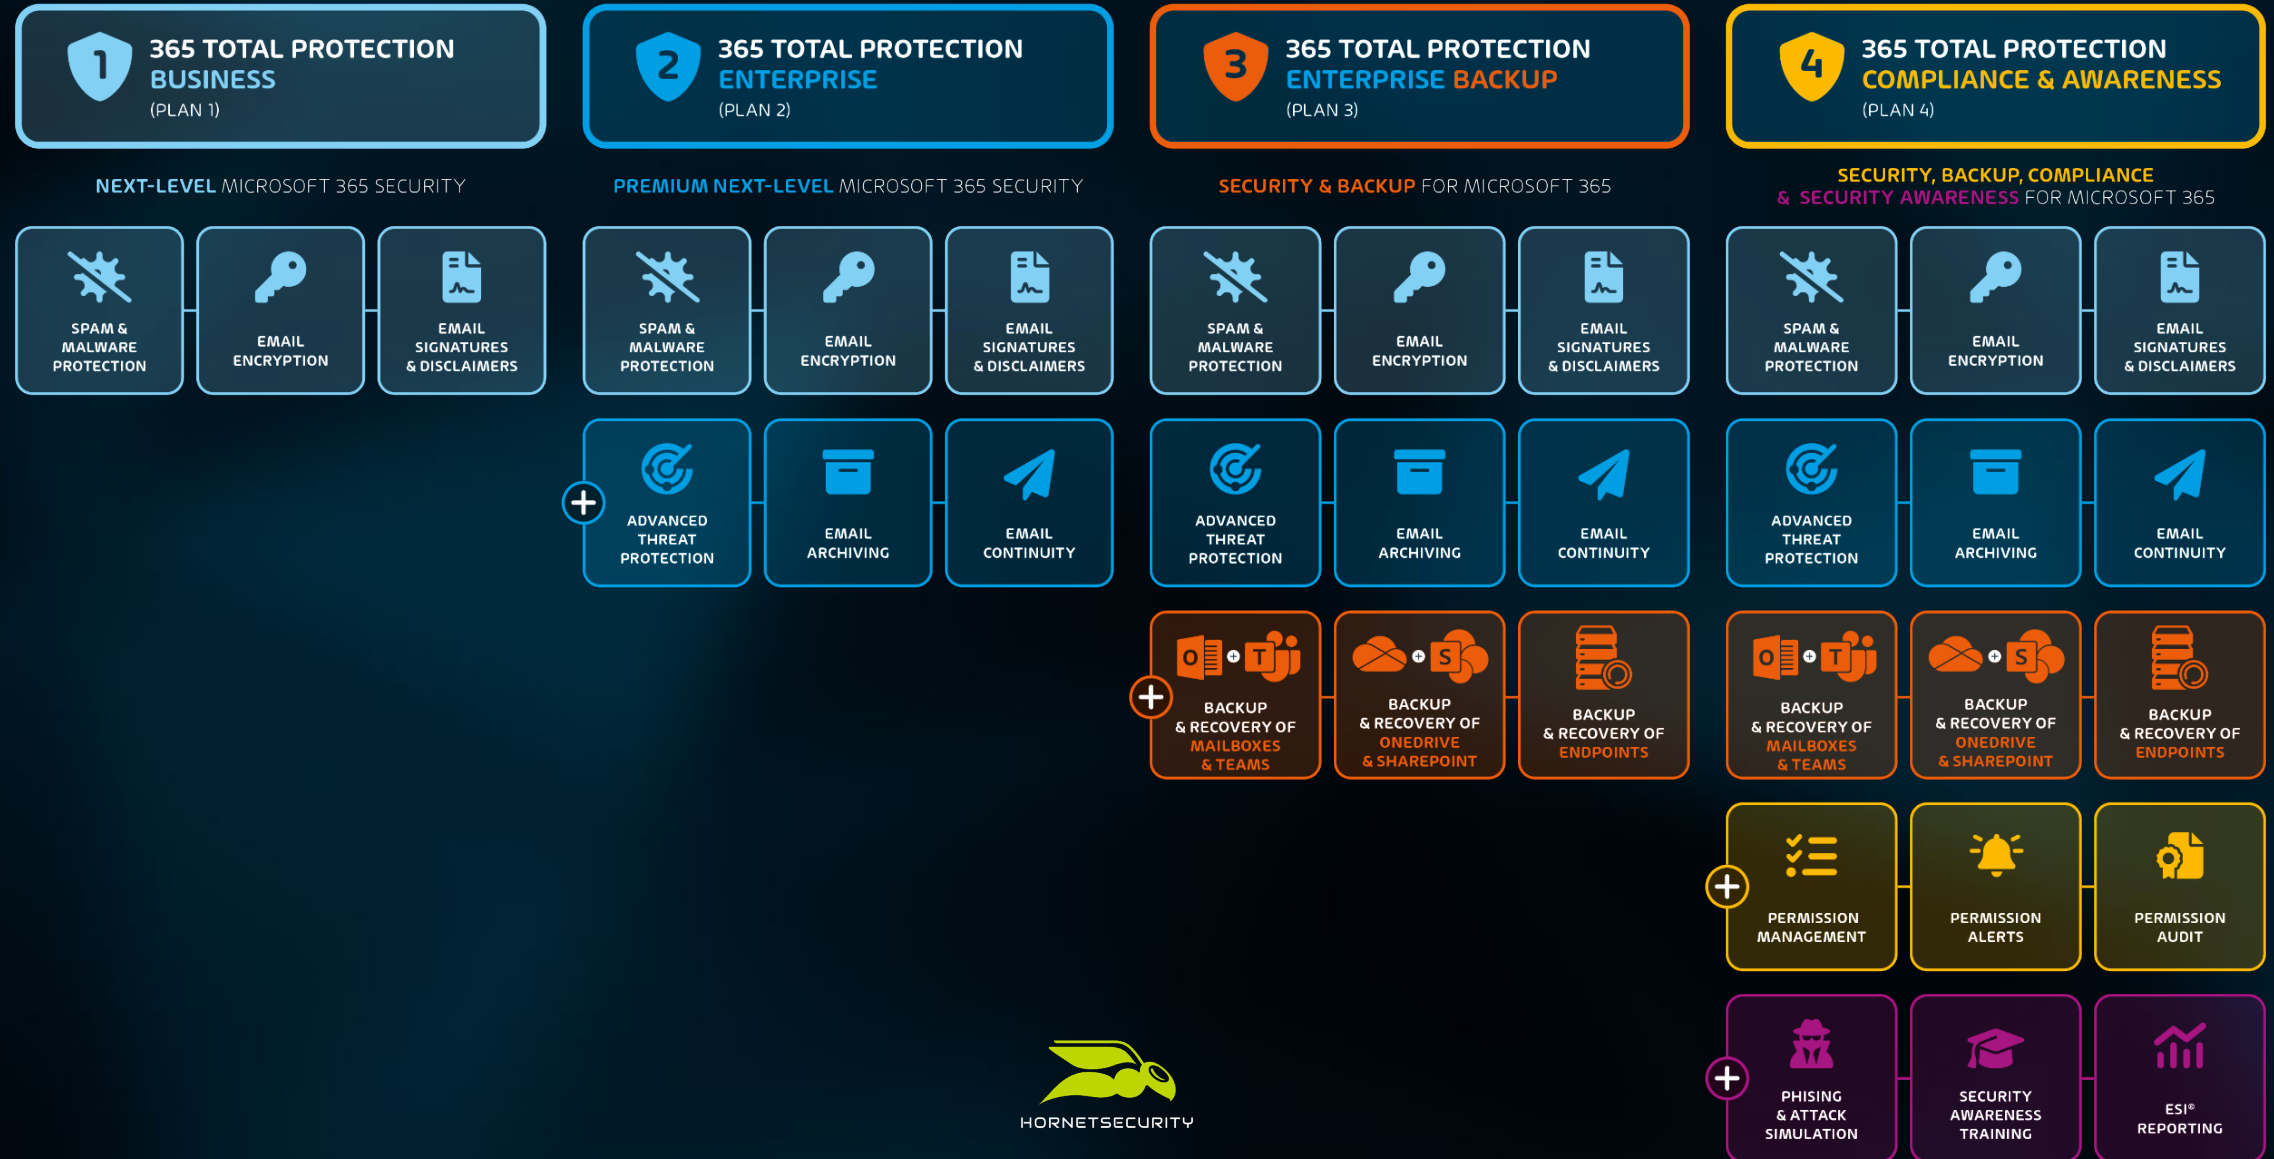 1
365 TOTAL PROTECTION
BUSINESS
(PLAN 1)
NEXT-LEVEL MICROSOFT 365 SECURITY
SPAM &
MALWARE
PROTECTION
EMAIL
ENCRYPTION
EMAIL
SIGNATURES
& DISCLAIMERS
2
365 TOTAL PROTECTION
ENTERPRISE
(PLAN 2)
PREMIUM NEXT-LEVEL MICROSOFT 365 SECURITY
SPAM &
MALWARE
PROTECTION
EMAIL
ENCRYPTION
EMAIL
SIGNATURES
& DISCLAIMERS
+
ADVANCED
THREAT
PROTECTION
EMAIL
ARCHIVING
EMAIL
CONTINUITY
3
365 TOTAL PROTECTION
ENTERPRISE BACKUP
(PLAN 3)
SECURITY & BACKUP FOR MICROSOFT 365
SPAM &
MALWARE
PROTECTION
EMAIL
ENCRYPTION
EMAIL
SIGNATURES
& DISCLAIMERS
ADVANCED
THREAT
PROTECTION
EMAIL
ARCHIVING
EMAIL
CONTINUITY
+
O + T
BACKUP
& RECOVERY OF
MAILBOXES
& TEAMS
+ S
BACKUP
& RECOVERY OF
ONEDRIVE
& SHAREPOINT
BACKUP
& RECOVERY OF
ENDPOINTS
4
365 TOTAL PROTECTION
COMPLIANCE & AWARENESS
(PLAN 4)
SECURITY, BACKUP, COMPLIANCE
& SECURITY AWARENESS FOR MICROSOFT 365
SPAM &
MALWARE
PROTECTION
EMAIL
ENCRYPTION
EMAIL
SIGNATURES
& DISCLAIMERS
ADVANCED
THREAT
PROTECTION
EMAIL
ARCHIVING
EMAIL
CONTINUITY
O + T
BACKUP
& RECOVERY OF
MAILBOXES
& TEAMS
+ S
BACKUP
& RECOVERY OF
ONEDRIVE
& SHAREPOINT
BACKUP
& RECOVERY OF
ENDPOINTS
+
PERMISSION
MANAGEMENT
PERMISSION
ALERTS
PERMISSION
AUDIT
+
PHISING
& ATTACK
SIMULATION
SECURITY
AWARENESS
TRAINING
ESI®
REPORTING
HORNETSECURITY